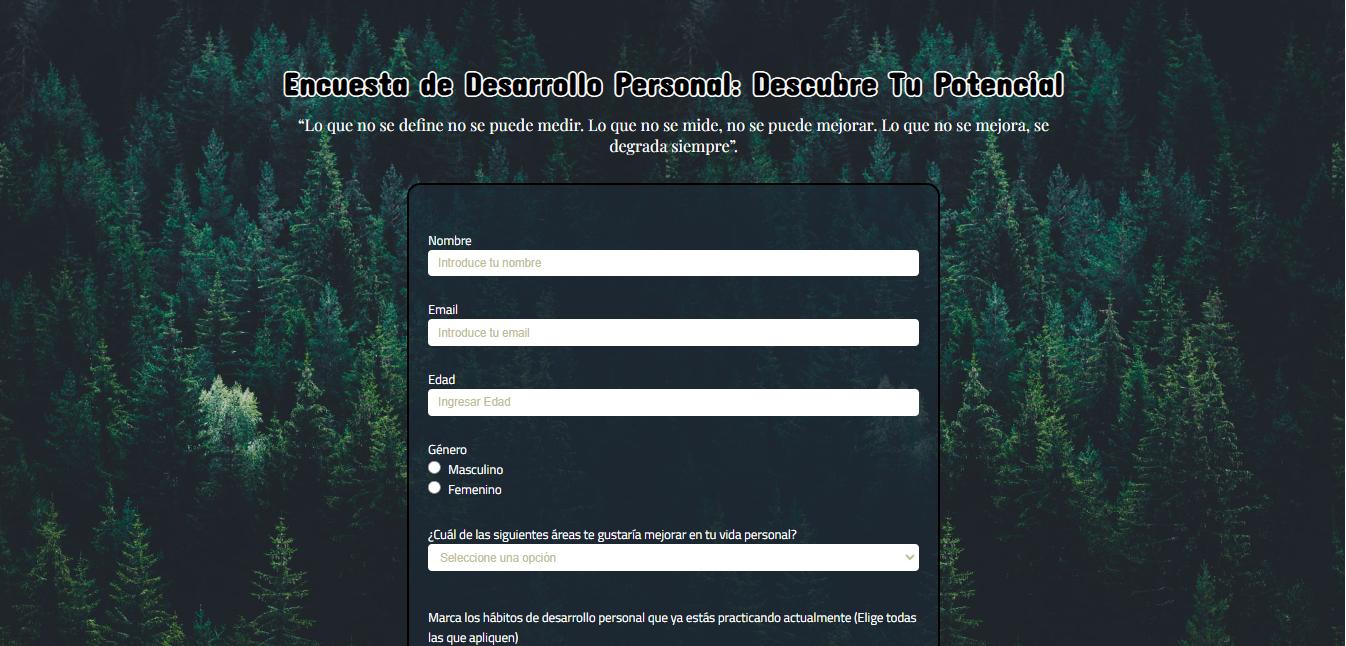 Encuesta de Desarrollo Personal: Descubre Tu Potencial
“Lo que no se define no se puede medir. Lo que no se mide, no se puede mejorar. Lo que no se mejora, se
degrada siempre”.
Nombre
Introduce tu nombre
Email
Introduce tu email
Edad
Ingresar Edad
Género
Masculino
Femenino
¿Cuál de las siguientes áreas te gustaría mejorar en tu vida personal?
Seleccione una opción
Marca los hábitos de desarrollo personal que ya estás practicando actualmente (Elige todas
las que apliquen)